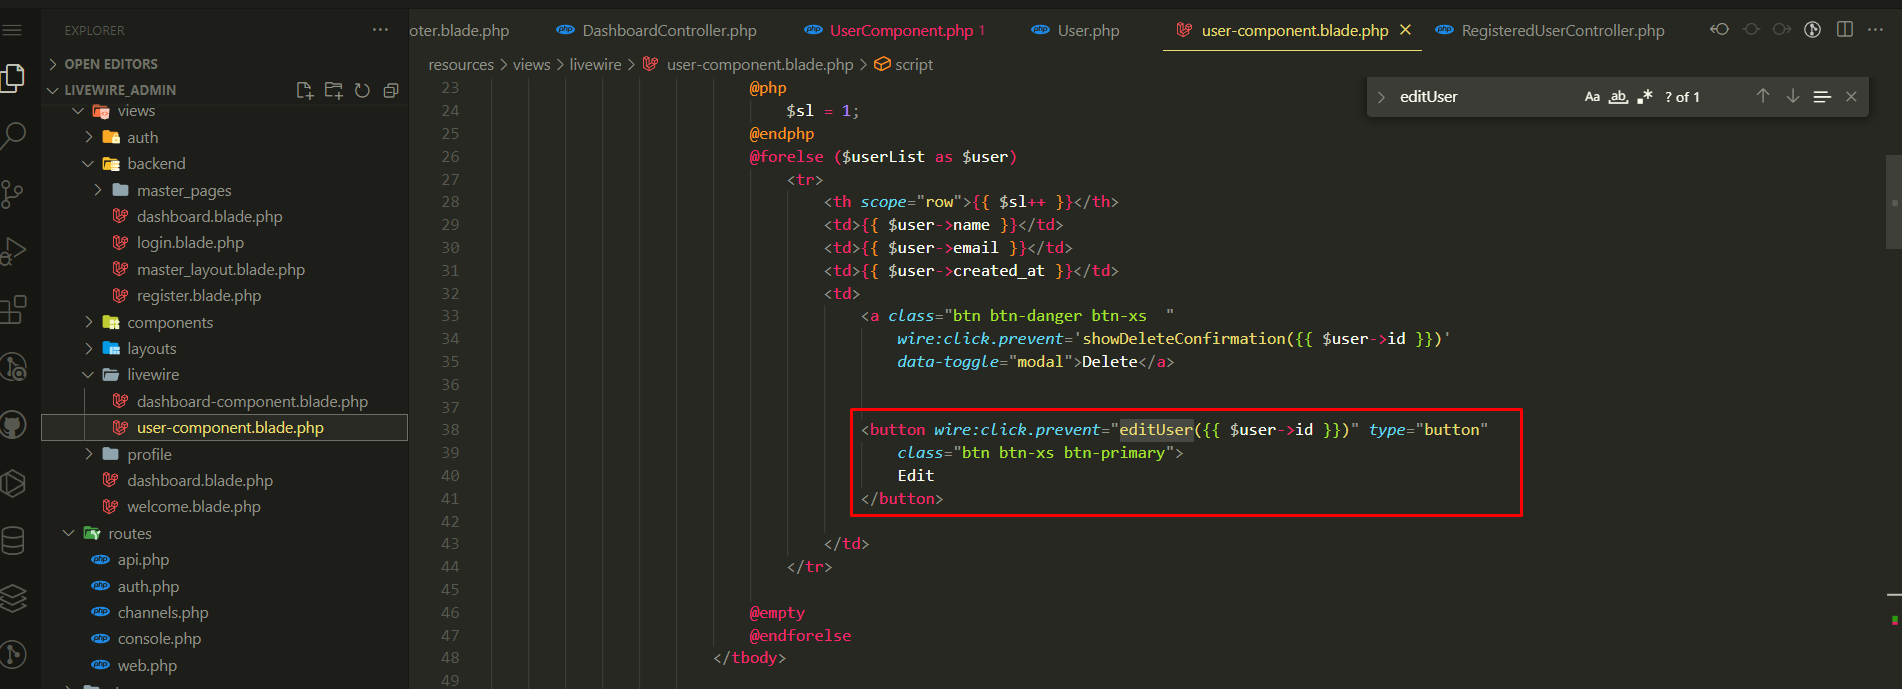 EXPLORER
OPEN EDITORS
LIVEWIRE_ADMIN
views
auth
backend
master_pages
dashboard.blade.php
login.blade.php
master_layout.blade.php
register.blade.php
components
layouts
livewire
dashboard-component.blade.php
user-component.blade.php
profile
dashboard.blade.php
welcome.blade.php
routes
api.php
auth.php
channels.php
console.php
web.php
oter.blade.php
php DashboardController.php
php UserComponent.php 1
php User.php
user-component.blade.php
php RegisteredUserController.php
resources > views > livewire > user-component.blade.php > script
editUser Aa ab .* ? of 1
23 @php
24 $sl = 1;
25 @endphp
26 @forelse ($userList as $user)
27 <tr>
28 <th scope="row">{{ $sl++ }}</th>
29 <td>{{ $user->name }}</td>
30 <td>{{ $user->email }}</td>
31 <td>{{ $user->created_at }}</td>
32 <td>
33 <a class="btn btn-danger btn-xs  "
34 wire:click.prevent='showDeleteConfirmation({{ $user->id }})'
35 data-toggle="modal">Delete</a>
36
37
38 <button wire:click.prevent="editUser({{ $user->id }})" type="button"
39 class="btn btn-xs btn-primary">
40 Edit
41 </button>
42
43 </td>
44 </tr>
45
46 @empty
47 @endforelse
48 </tbody>
49